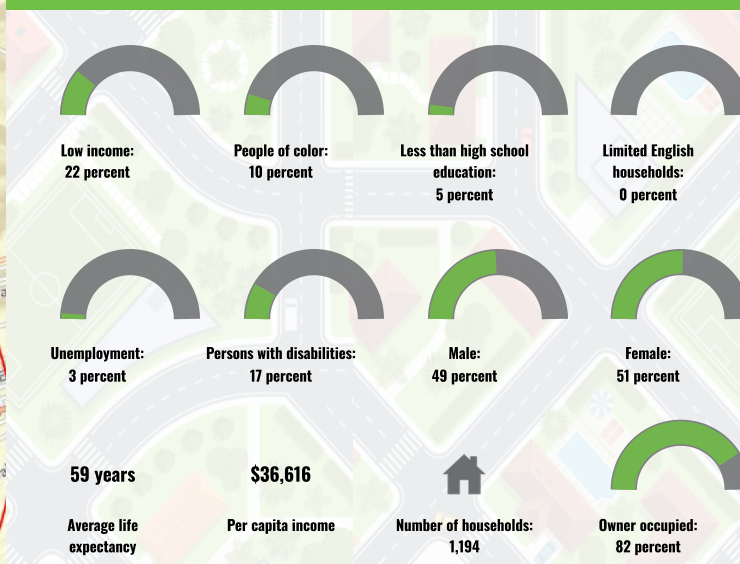 Low income:
22 percent
People of color:
10 percent
Less than high school
education:
5 percent
Limited English
households:
0 percent
Unemployment:
3 percent
Persons with disabilities:
17 percent
Male:
49 percent
Female:
51 percent
59 years
Average life
expectancy
$36,616
Per capita income
Number of households:
1,194
Owner occupied:
82 percent